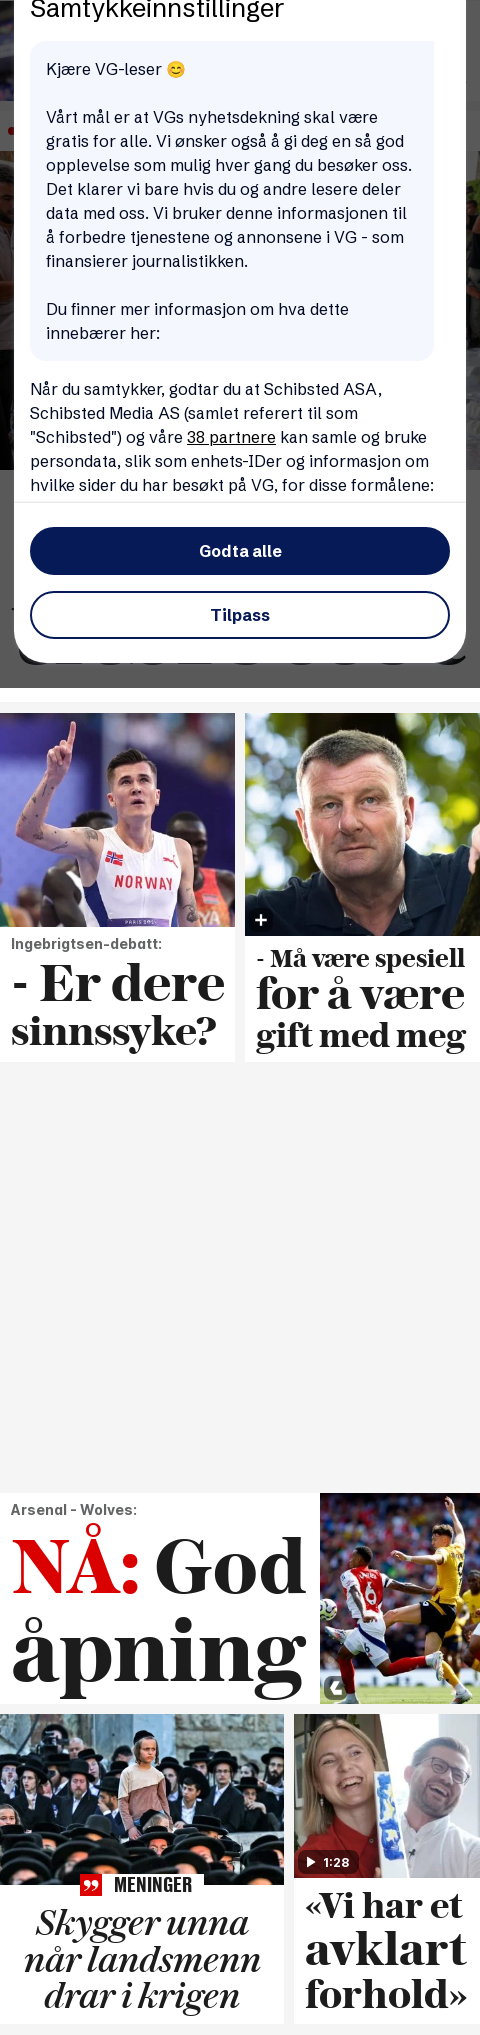 Samtykkeinnstillinger
Kjære VG-leser 😊
Vårt mål er at VGs nyhetsdekning skal være
gratis for alle. Vi ønsker også å gi deg en så god
opplevelse som mulig hver gang du besøker oss.
Det klarer vi bare hvis du og andre lesere deler
data med oss. Vi bruker denne informasjonen til
å forbedre tjenestene og annonsene i VG - som
finansierer journalistikken.
Du finner mer informasjon om hva dette
innebærer her:
Når du samtykker, godtar du at Schibsted ASA,
Schibsted Media AS (samlet referert til som
"Schibsted") og våre 38 partnere kan samle og bruke
persondata, slik som enhets-IDer og informasjon om
hvilke sider du har besøkt på VG, for disse formålene:
Godta alle
Tilpass
NORWAY
Ingebrigtsen-debatt:
- Er dere
sinnssyke?
- Må være spesiell
for å være
gift med meg
Arsenal - Wolves:
NÅ: God
åpning
MENINGER
Skygger unna
når landsmenn
drar i krigen
1:28
«Vi har et
avklart
forhold»